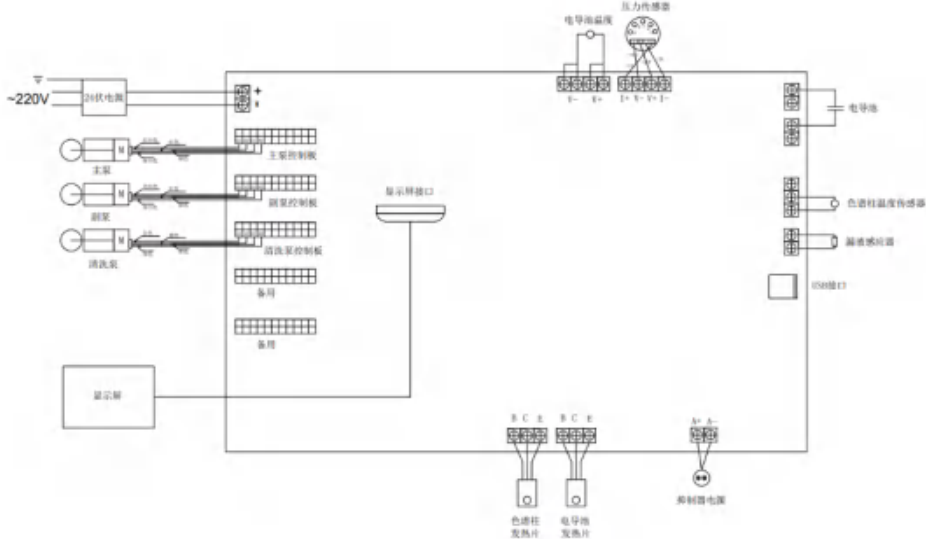 压力传感器
电导池温度
~220V
24伏电源
V-
V+
I+ V- V+ I-
电导池
主泵控制板
M
主泵
副泵控制板
M
副泵
显示屏接口
色谱柱温度传感器
清洗泵控制板
M
清洗泵
漏液感应器
USB接口
备用
备用
显示屏
B C E
B C E
A+ A-
抑制器电源
色谱柱
发热片
电导池
发热片